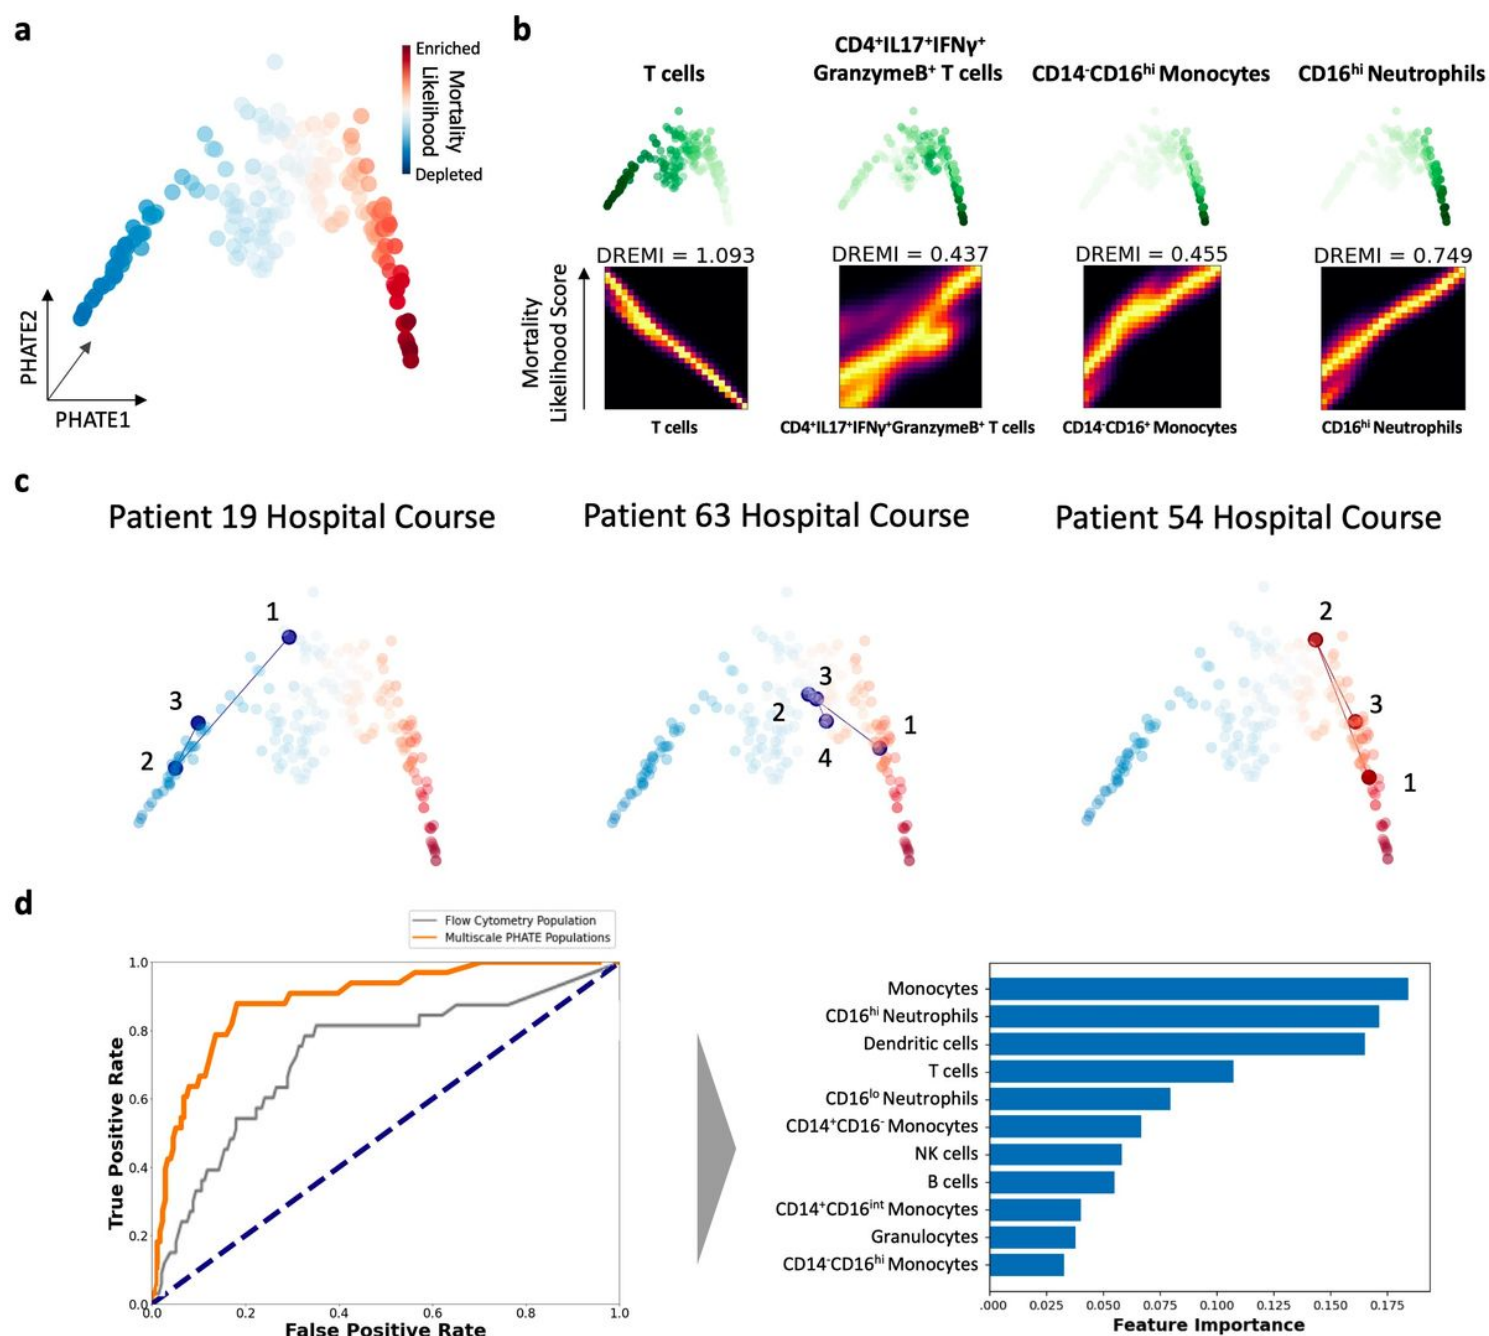 a
Enriched
Mortality
Likelihood
Depleted
PHATE2
PHATE1
b
T cells
CD4⁺IL17⁺IFNγ⁺
GranzymeB⁺ T cells
CD14⁻CD16ʰⁱ Monocytes
CD16ʰⁱ Neutrophils
DREMI = 1.093
DREMI = 0.437
DREMI = 0.455
DREMI = 0.749
Mortality
Likelihood Score
T cells
CD4⁺IL17⁺IFNγ⁺GranzymeB⁺ T cells
CD14⁻CD16⁺ Monocytes
CD16ʰⁱ Neutrophils
c
Patient 19 Hospital Course
1
3
2
Patient 63 Hospital Course
3
2
1
4
Patient 54 Hospital Course
2
3
1
d
Flow Cytometry Population
Multiscale PHATE Populations
True Positive Rate
1.0
0.8
0.6
0.4
0.2
0.0
0.0 0.2 0.4 0.6 0.8 1.0
False Positive Rate
Monocytes
CD16ʰⁱ Neutrophils
Dendritic cells
T cells
CD16ˡᵒ Neutrophils
CD14⁺CD16⁻ Monocytes
NK cells
B cells
CD14⁺CD16ⁱⁿᵗ Monocytes
Granulocytes
CD14⁻CD16ʰⁱ Monocytes
.000 0.025 0.050 0.075 0.100 0.125 0.150 0.175
Feature Importance